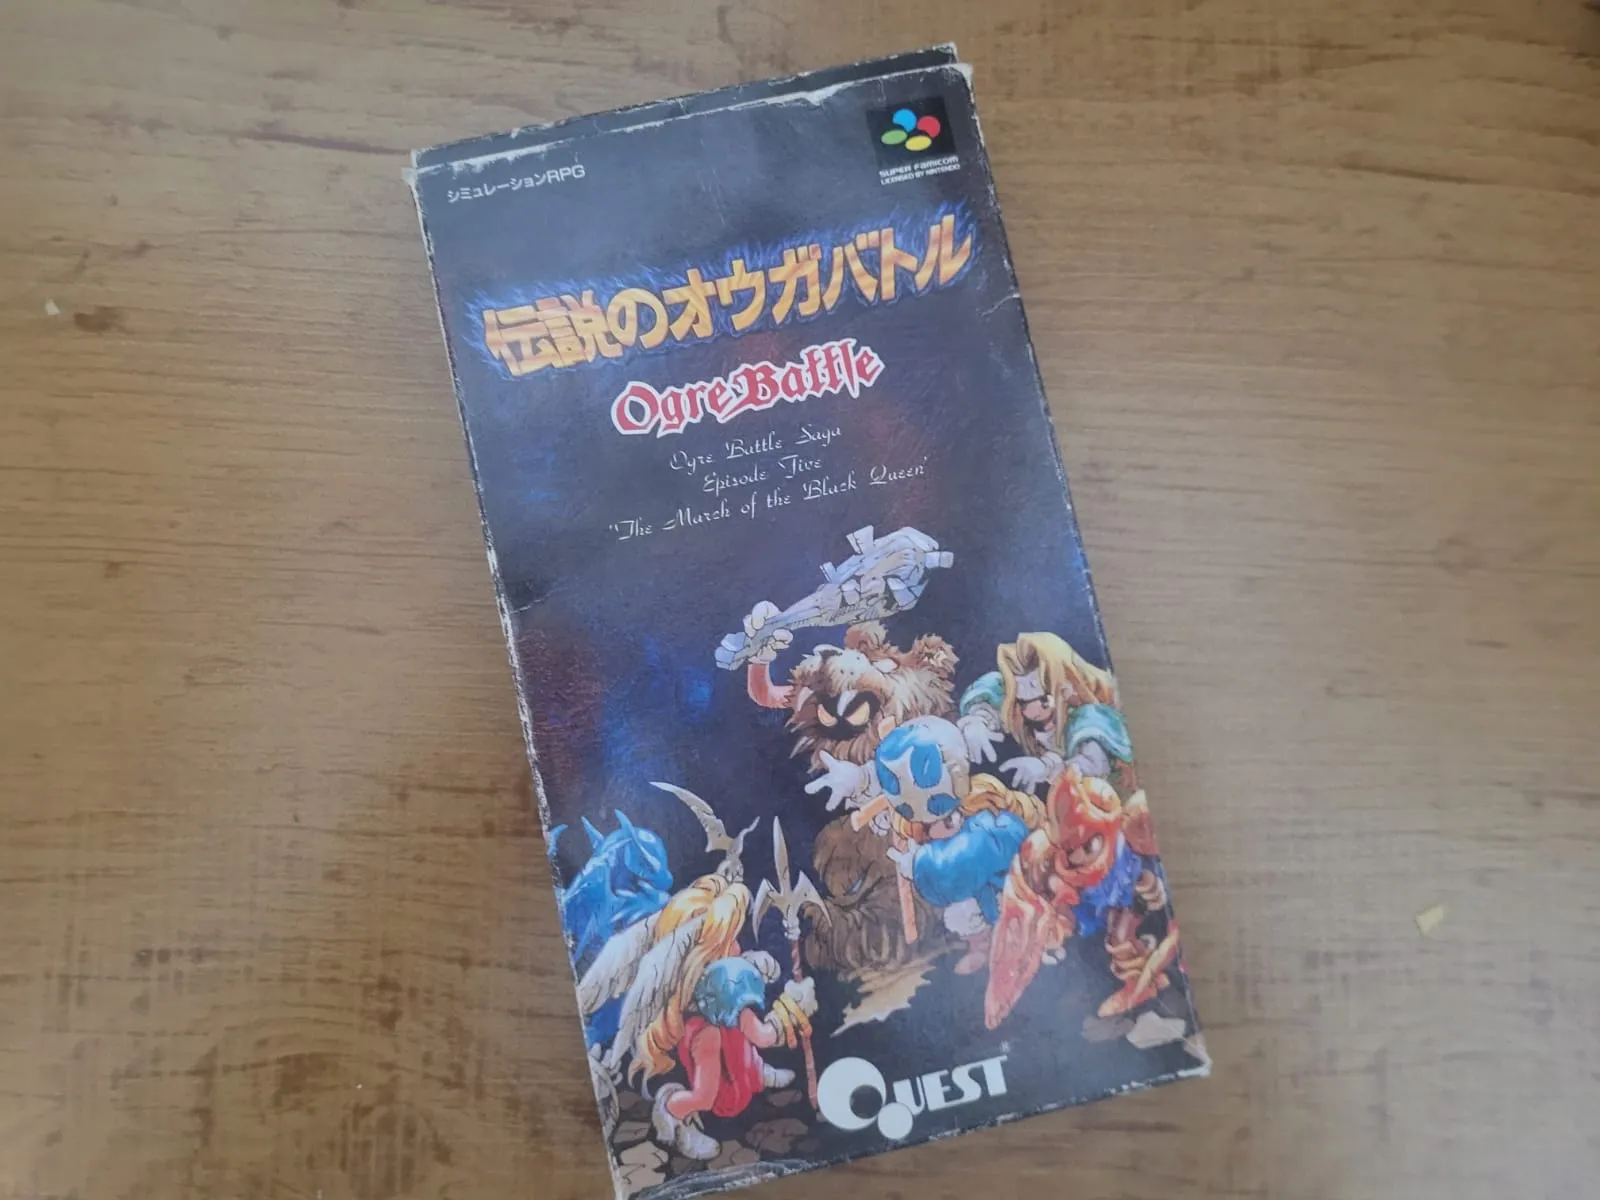 SUPER FAMICOM
LICENSED BY NINTENDO
シミュレーションRPG
伝説のオウガバトル
Ogre Battle
Ogre Battle Saga
Episode Five
"The March of the Black Queen"
QUEST®